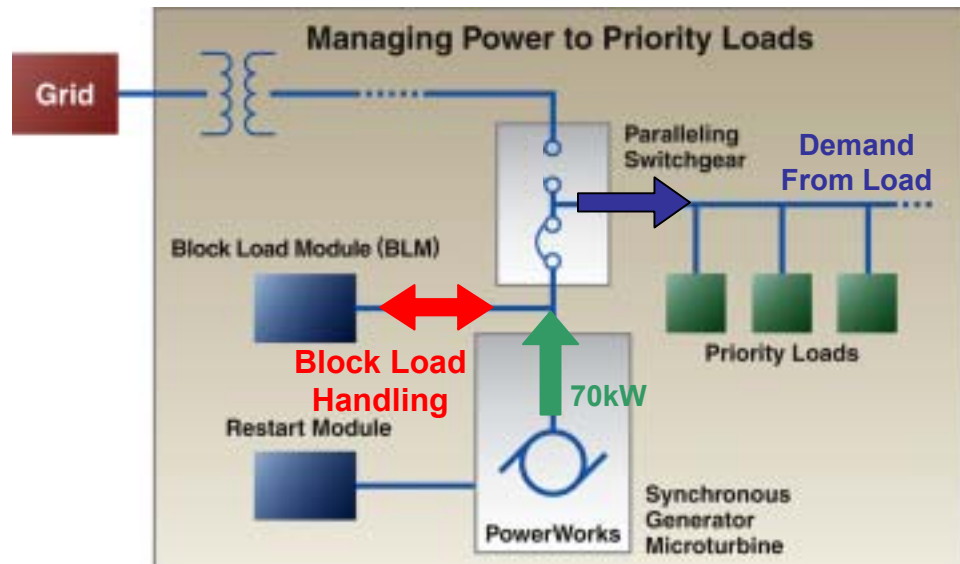 Managing Power to Priority Loads
Grid
Paralleling
Switchgear
Demand
From Load
Block Load Module (BLM)
Block Load
Handling
70kW
Priority Loads
Restart Module
PowerWorks
Synchronous
Generator
Microturbine